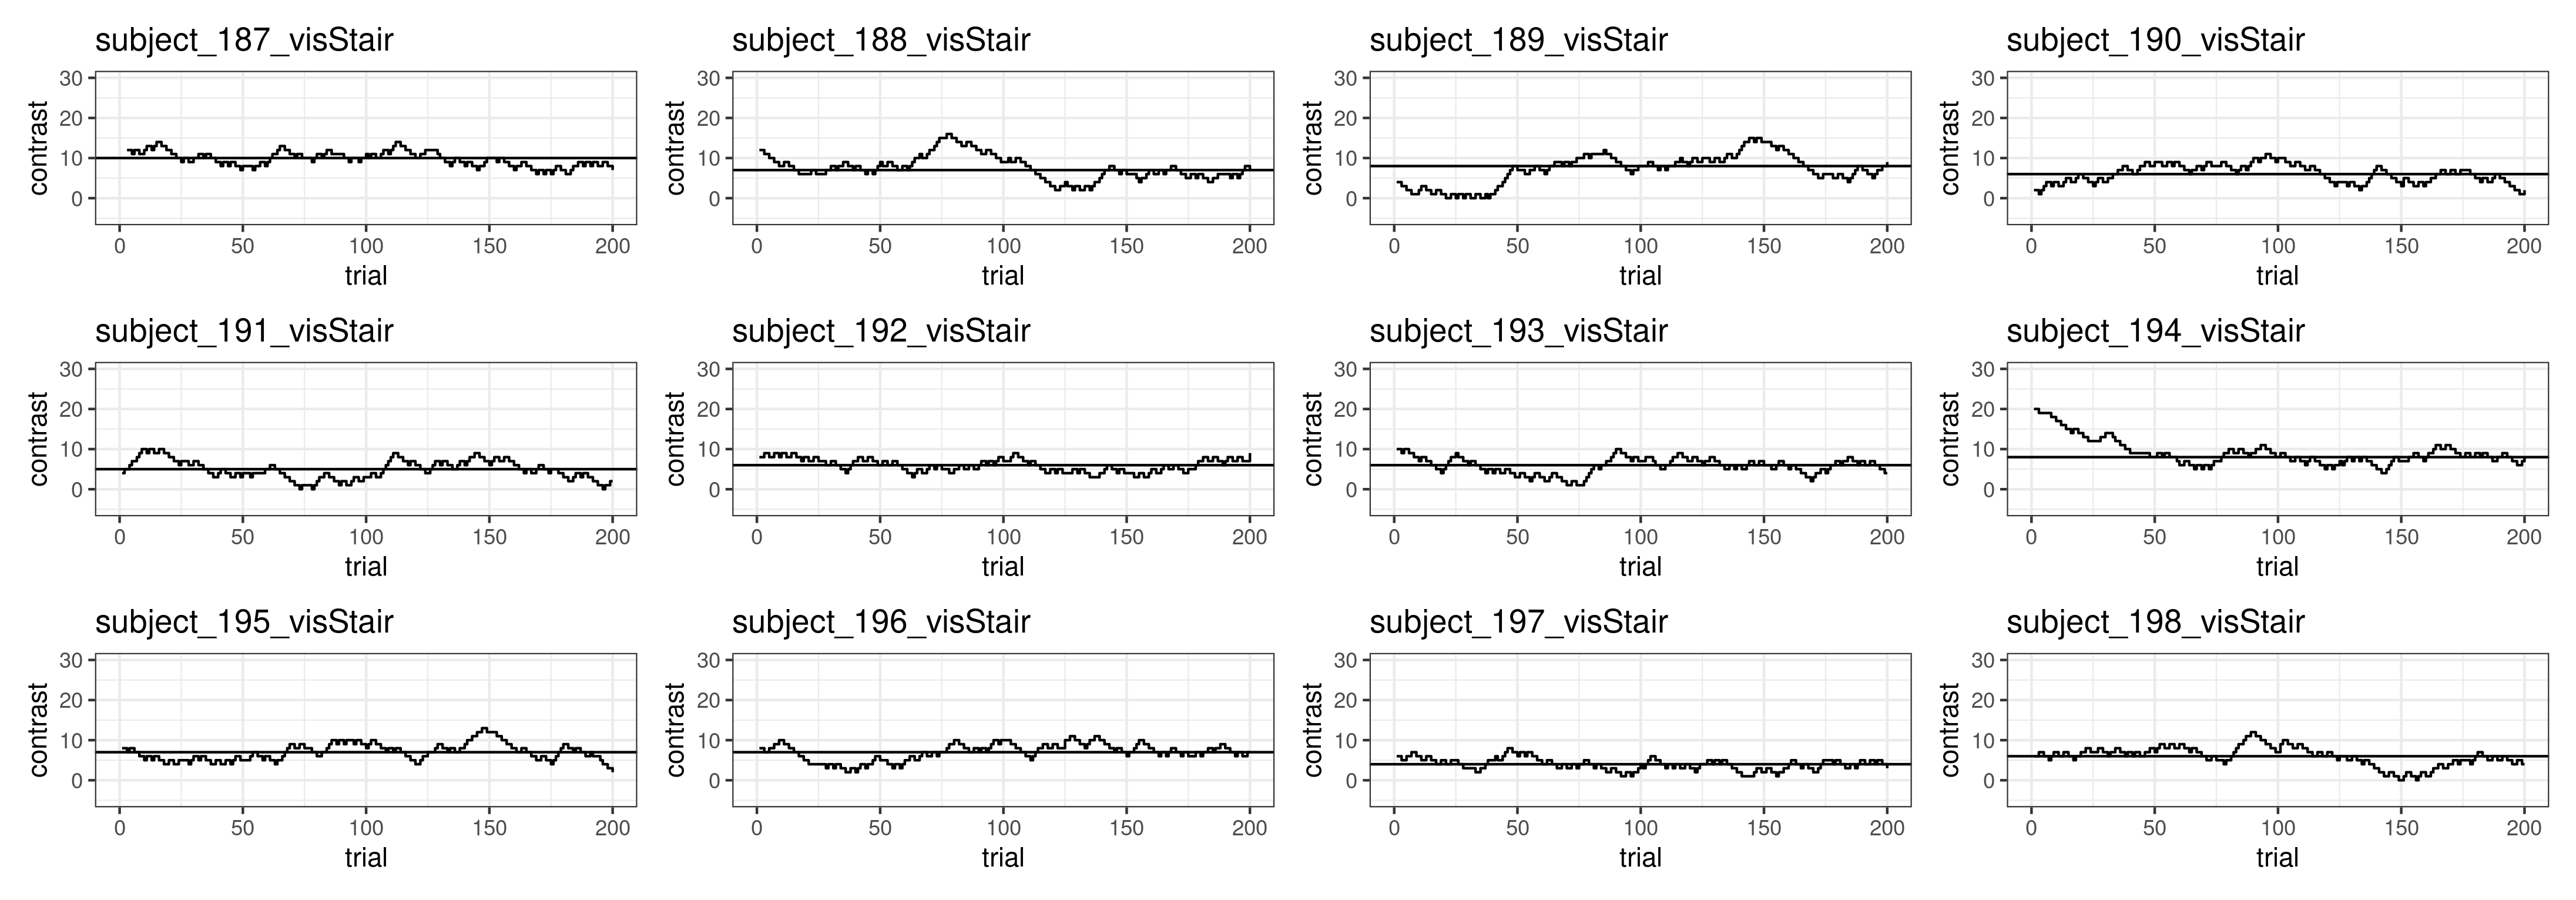 subject_187_visStair
contrast
30
20
10
0
0 50 100 150 200
trial
subject_188_visStair
contrast
30
20
10
0
0 50 100 150 200
trial
subject_189_visStair
contrast
30
20
10
0
0 50 100 150 200
trial
subject_190_visStair
contrast
30
20
10
0
0 50 100 150 200
trial
subject_191_visStair
contrast
30
20
10
0
0 50 100 150 200
trial
subject_192_visStair
contrast
30
20
10
0
0 50 100 150 200
trial
subject_193_visStair
contrast
30
20
10
0
0 50 100 150 200
trial
subject_194_visStair
contrast
30
20
10
0
0 50 100 150 200
trial
subject_195_visStair
contrast
30
20
10
0
0 50 100 150 200
trial
subject_196_visStair
contrast
30
20
10
0
0 50 100 150 200
trial
subject_197_visStair
contrast
30
20
10
0
0 50 100 150 200
trial
subject_198_visStair
contrast
30
20
10
0
0 50 100 150 200
trial